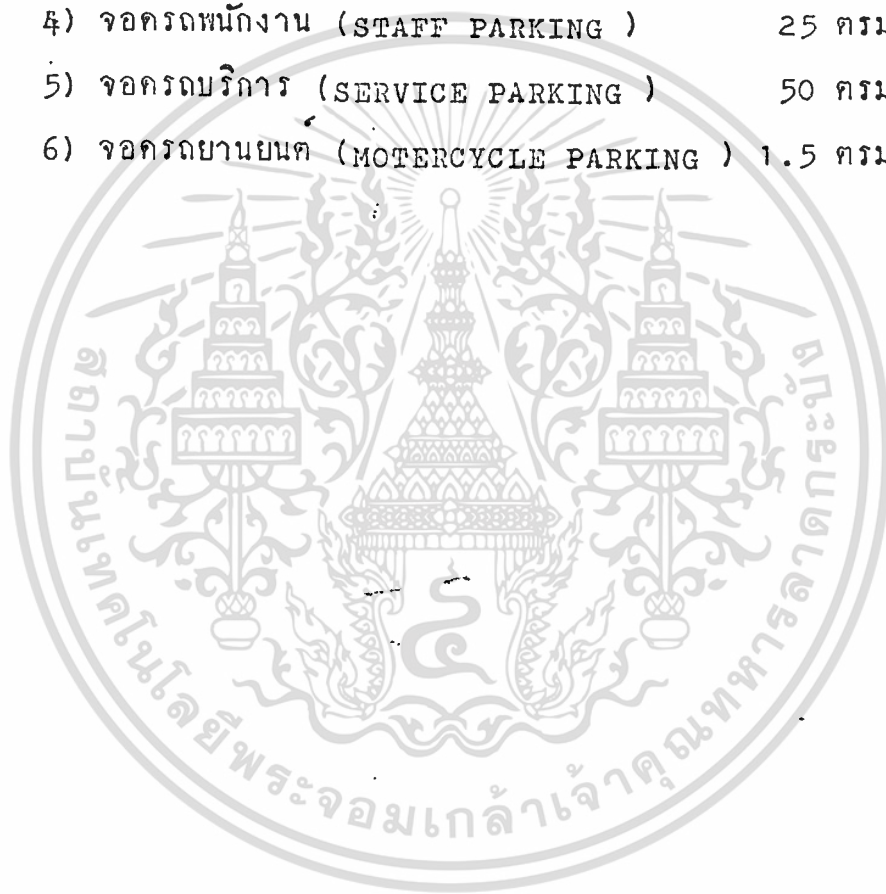 4) จอดรถพนักงาน (STAFF PARKING ) 25 ตรม
5) จอดรถบริการ (SERVICE PARKING ) 50 ตรม
6) จอดรถยานยนต์ (MOTERCYCLE PARKING ) 1.5 ตรม
สถาบันเทคโนโลยีพระจอมเกล้าเจ้าคุณทหารลาดกระบัง
๔